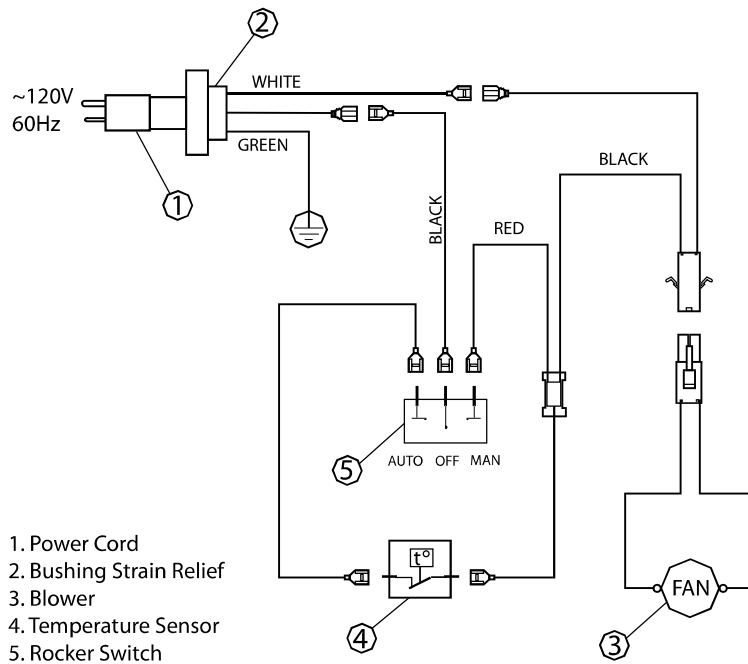 2
WHITE
~120V
60Hz
GREEN
1
BLACK
BLACK
RED
AUTO OFF MAN
5
t°
FAN
4
3
1. Power Cord
2. Bushing Strain Relief
3. Blower
4. Temperature Sensor
5. Rocker Switch